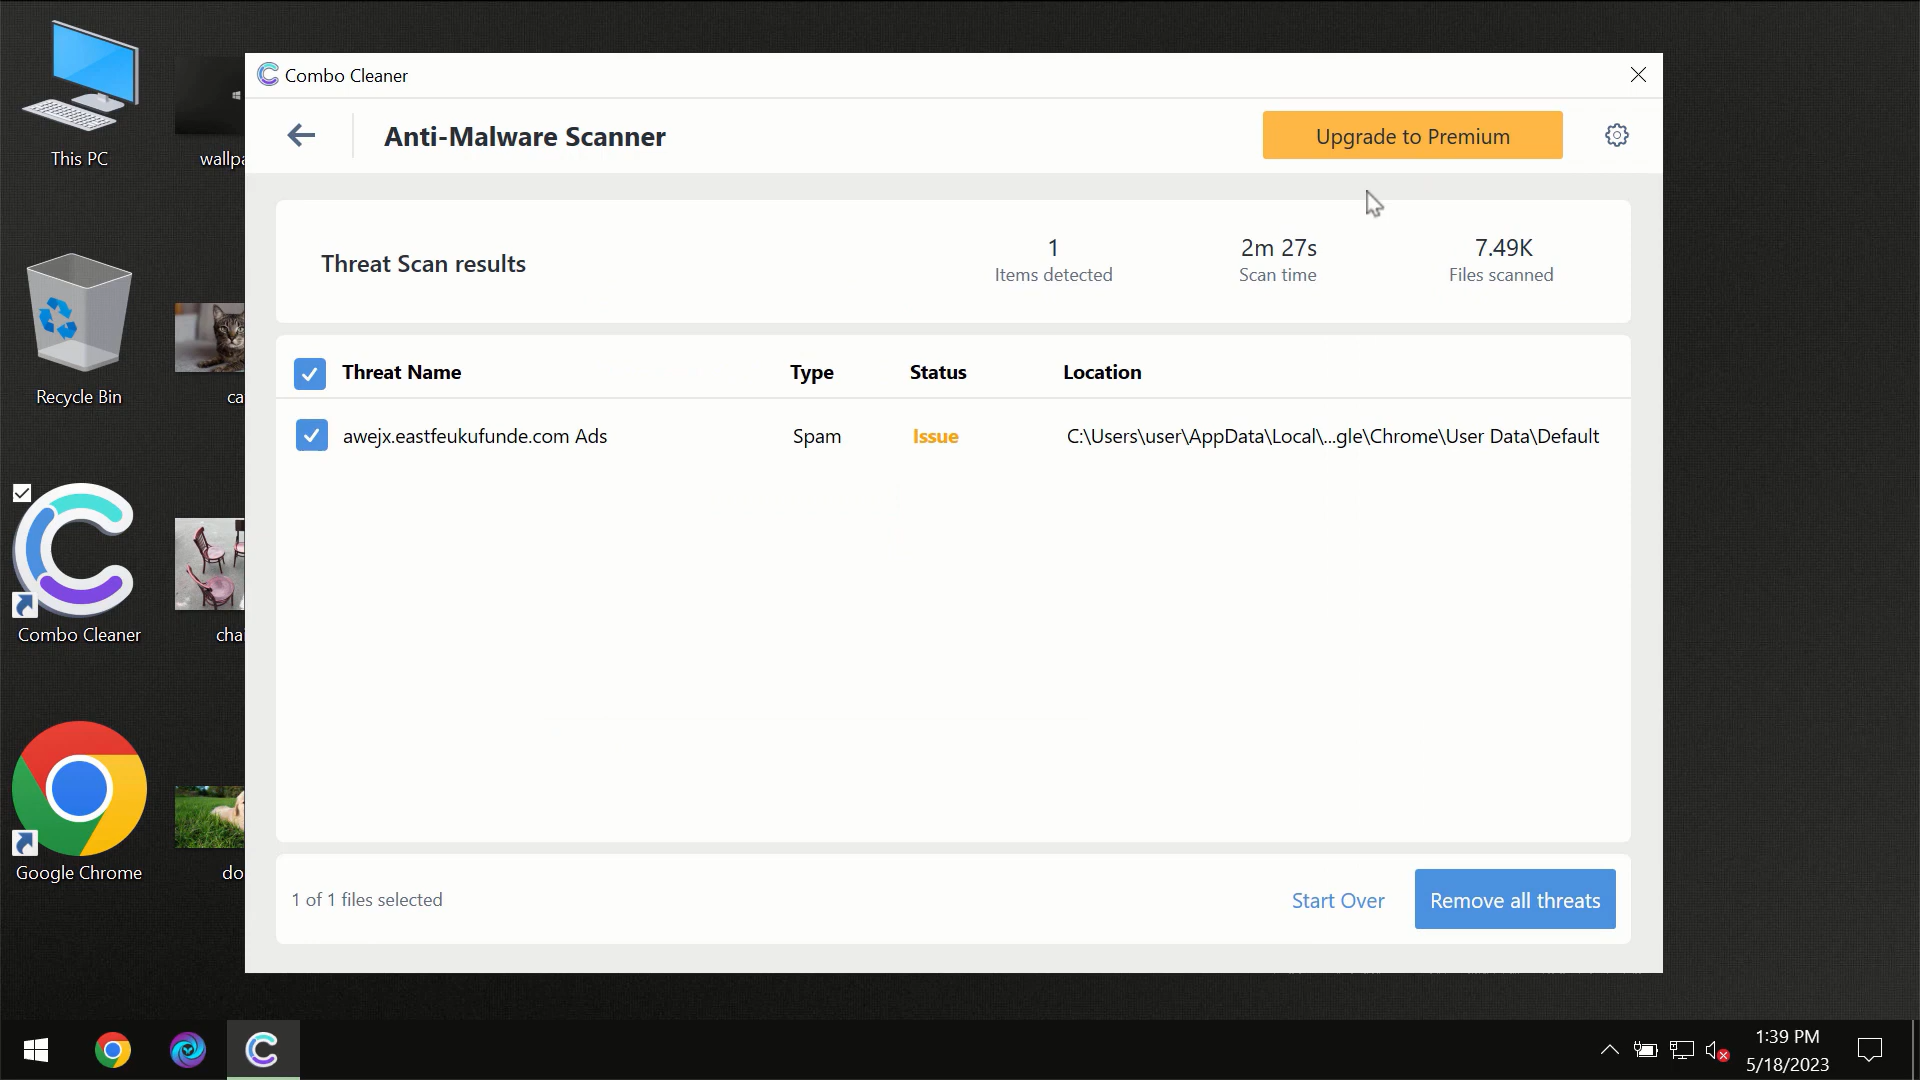 Combo Cleaner
Anti-Malware Scanner
Upgrade to Premium
Threat Scan results
1
Items detected
2m 27s
Scan time
7.49K
Files scanned
Threat Name Type Status Location
awejx.eastfeukufunde.com Ads Spam Issue C:\Users\user\AppData\Local\...gle\Chrome\User Data\Default
1 of 1 files selected
Start Over
Remove all threats
This PC
wallpa
Recycle Bin
ca
Combo Cleaner
chai
Google Chrome
do
1:39 PM
5/18/2023